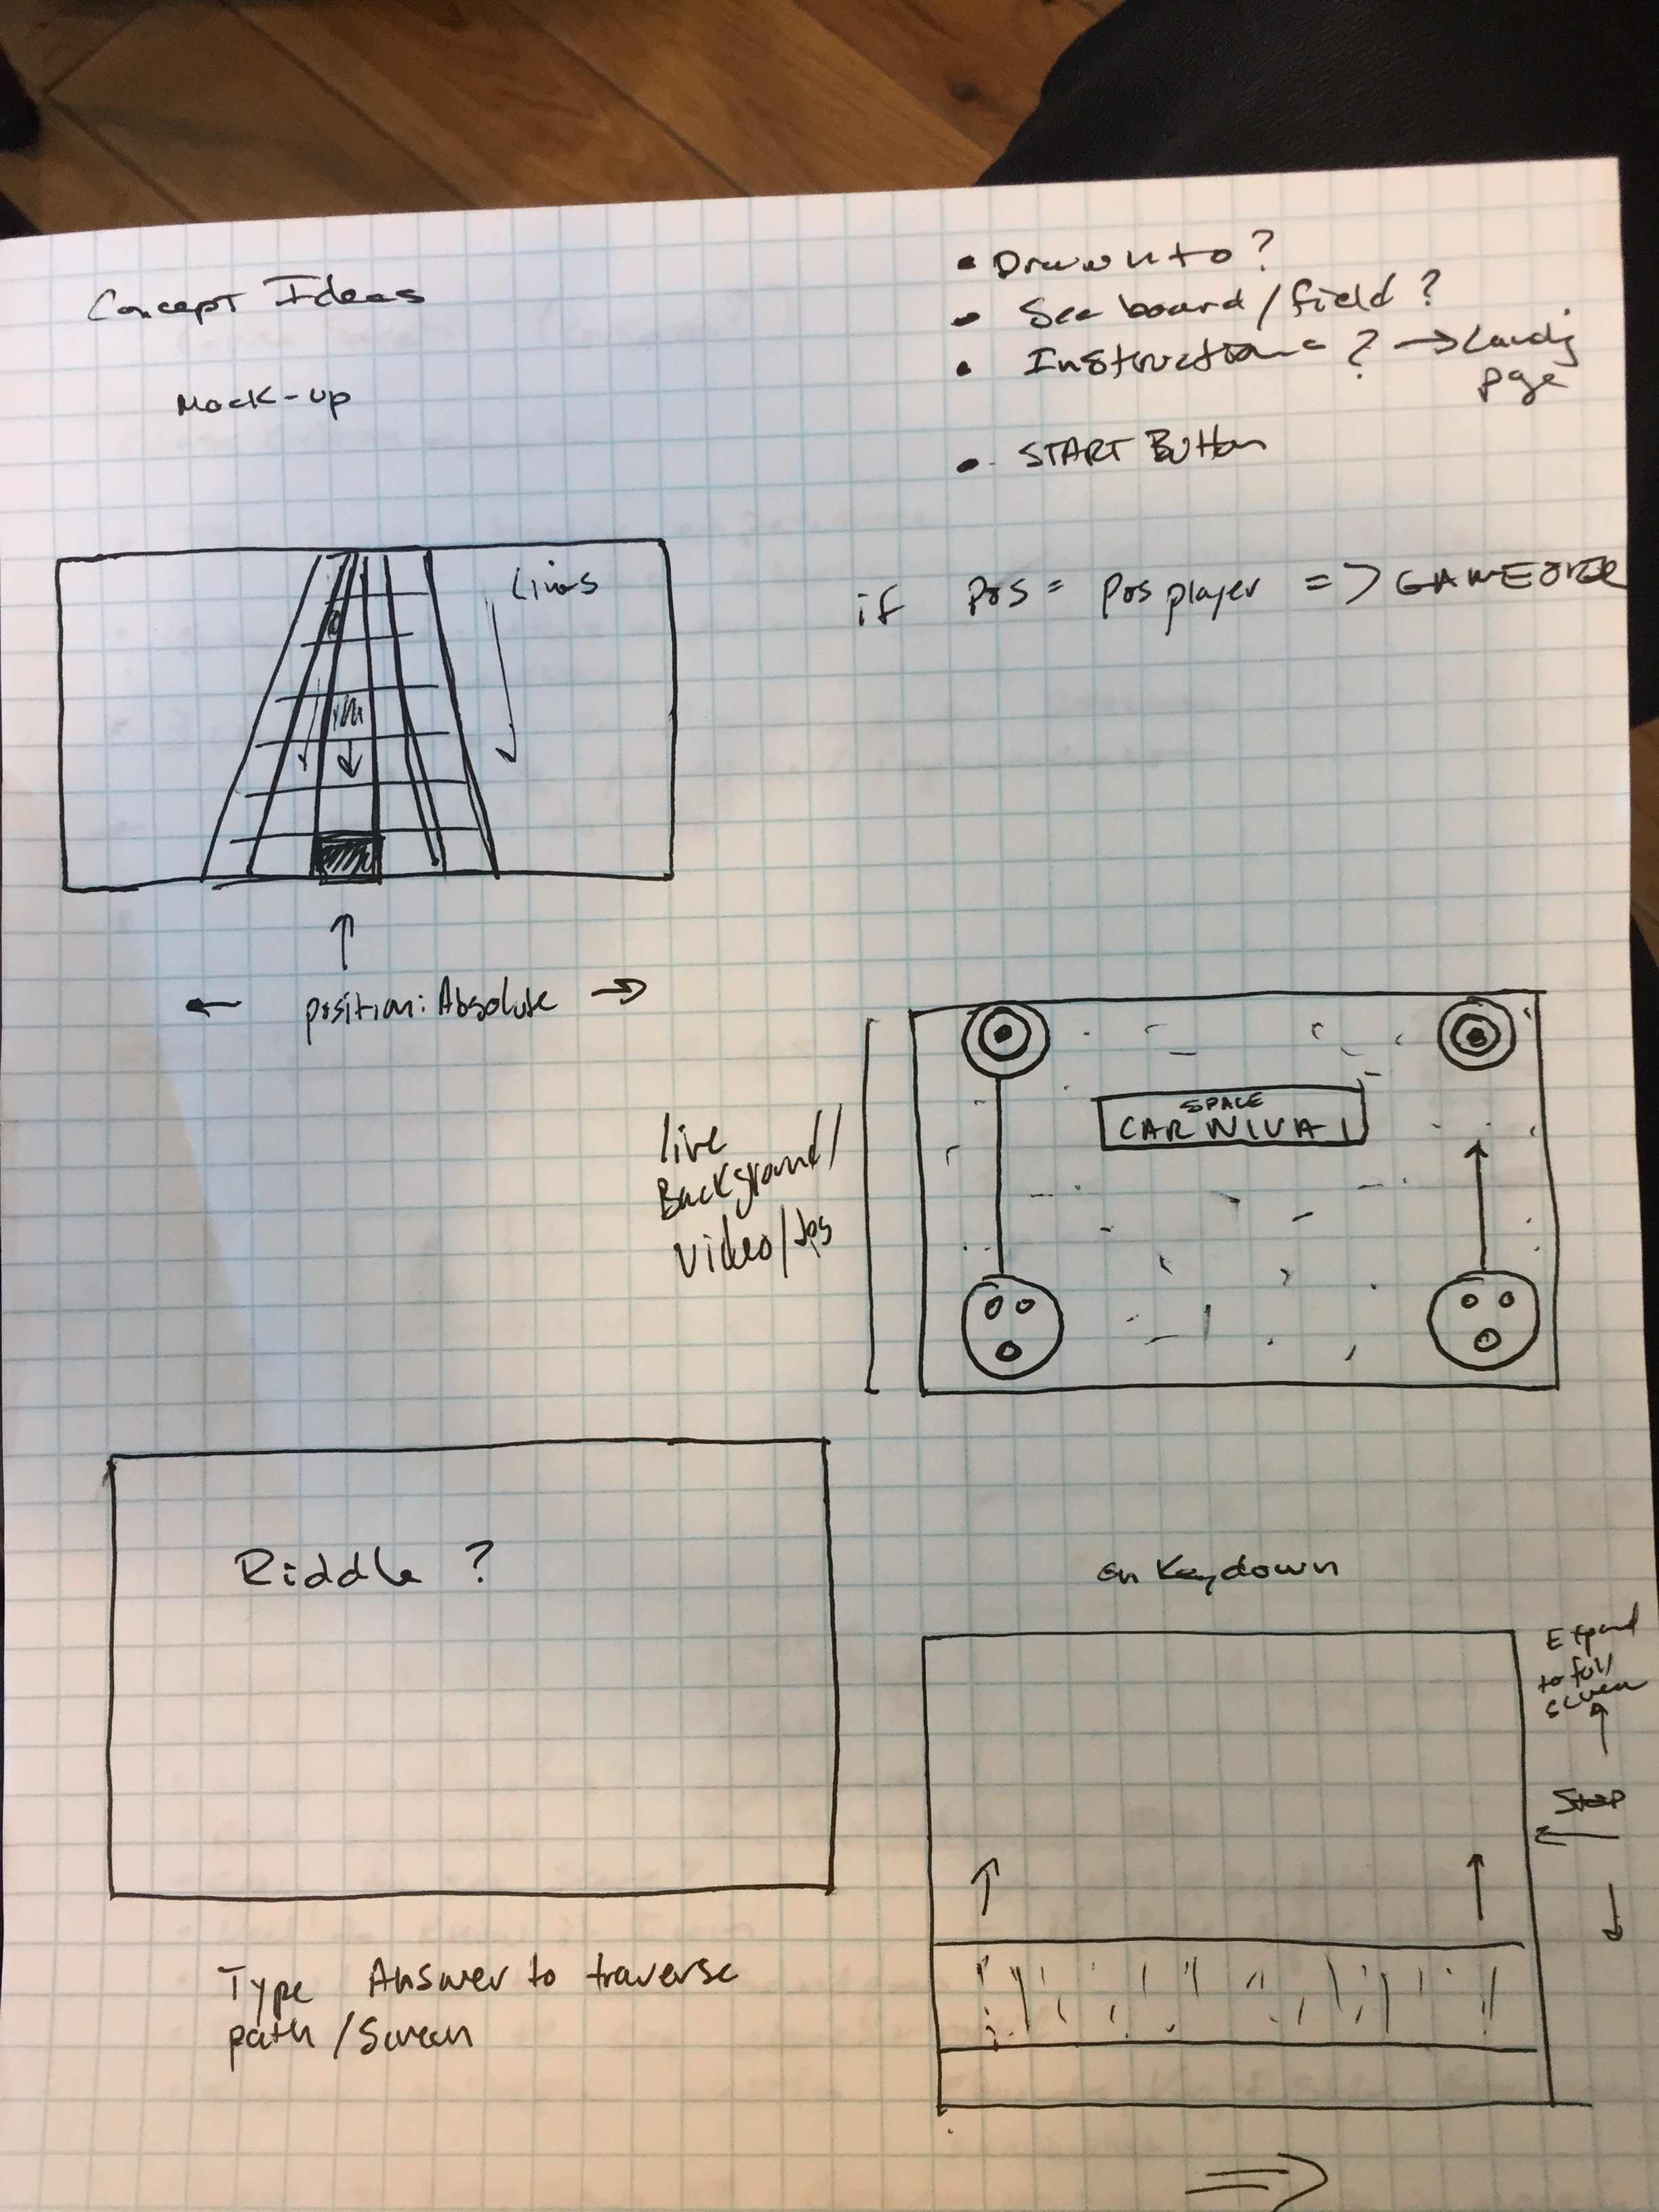 Concept Ideas
Mock-up
• Drawn to?
• See board/field?
• Instructions? → Landing
page
• START Button
Lines
if pos = pos player => GAMEOVER
← position: Absolute →
live
Background/
video/
SPACE
CARNIVAL
Riddle?
Type Answer to traverse
path/Screen
on Keydown
Expand
to full
screen
Stop